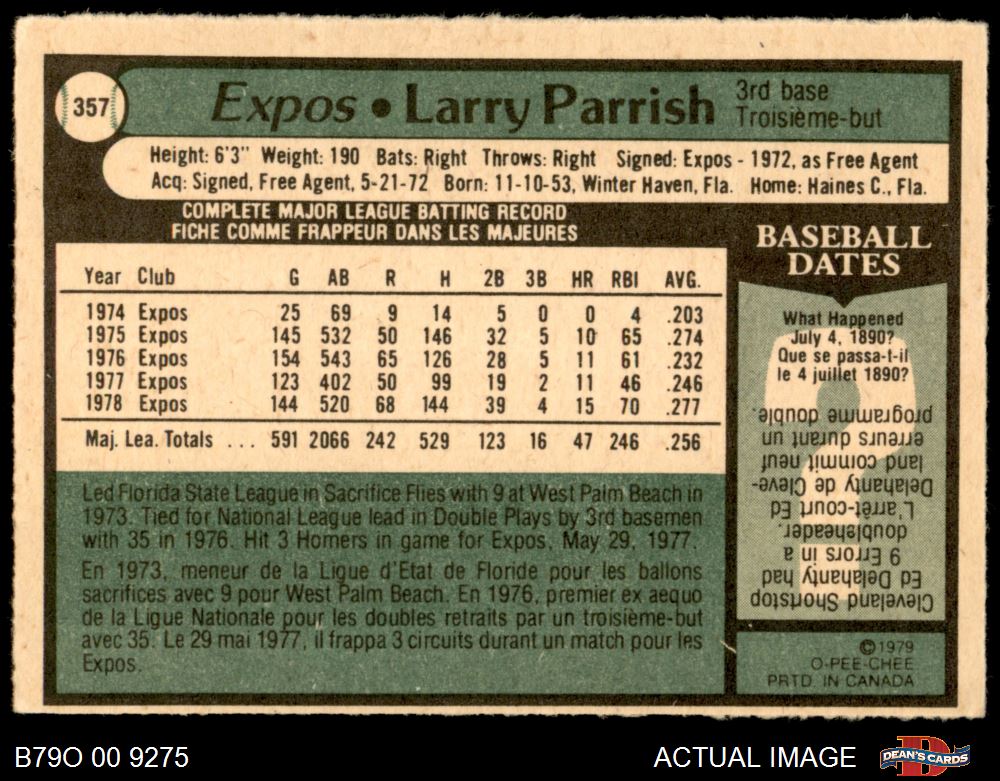 357
Expos • Larry Parrish
3rd base
Troisième-but
Height: 6'3" Weight: 190 Bats: Right Throws: Right Signed: Expos - 1972, as Free Agent
Acq: Signed, Free Agent, 5-21-72 Born: 11-10-53, Winter Haven, Fla. Home: Haines C., Fla.
COMPLETE MAJOR LEAGUE BATTING RECORD
FICHE COMME FRAPPEUR DANS LES MAJEURES
Year Club G AB R H 2B 3B HR RBI AVG.
1974 Expos 25 69 9 14 5 0 0 4 .203
1975 Expos 145 532 50 146 32 5 10 65 .274
1976 Expos 154 543 65 126 28 5 11 61 .232
1977 Expos 123 402 50 99 19 2 11 46 .246
1978 Expos 144 520 68 144 39 4 15 70 .277
Maj. Lea. Totals ... 591 2066 242 529 123 16 47 246 .256
Led Florida State League in Sacrifice Flies with 9 at West Palm Beach in
1973. Tied for National League lead in Double Plays by 3rd basemen
with 35 in 1976. Hit 3 Homers in game for Expos, May 29, 1977.
En 1973, meneur de la Ligue d'Etat de Floride pour les ballons
sacrifices avec 9 pour West Palm Beach. En 1976, premier ex aequo
de la Ligue Nationale pour les doubles retraits par un troisième-but
avec 35. Le 29 mai 1977, il frappa 3 circuits durant un match pour les
Expos.
BASEBALL
DATES
What Happened
July 4, 1890?
Que se passa-t-il
le 4 juillet 1890?
Cleveland Shortstop
Ed Delahanty had
9 Errors in a
doubleheader.
L'arrêt-court Ed
Delahanty de Cleve-
land commit neuf
erreurs durant un
programme double.
©1979
O-PEE-CHEE
PRTD. IN CANADA
B79O 00 9275
ACTUAL IMAGE
DEAN'S CARDS